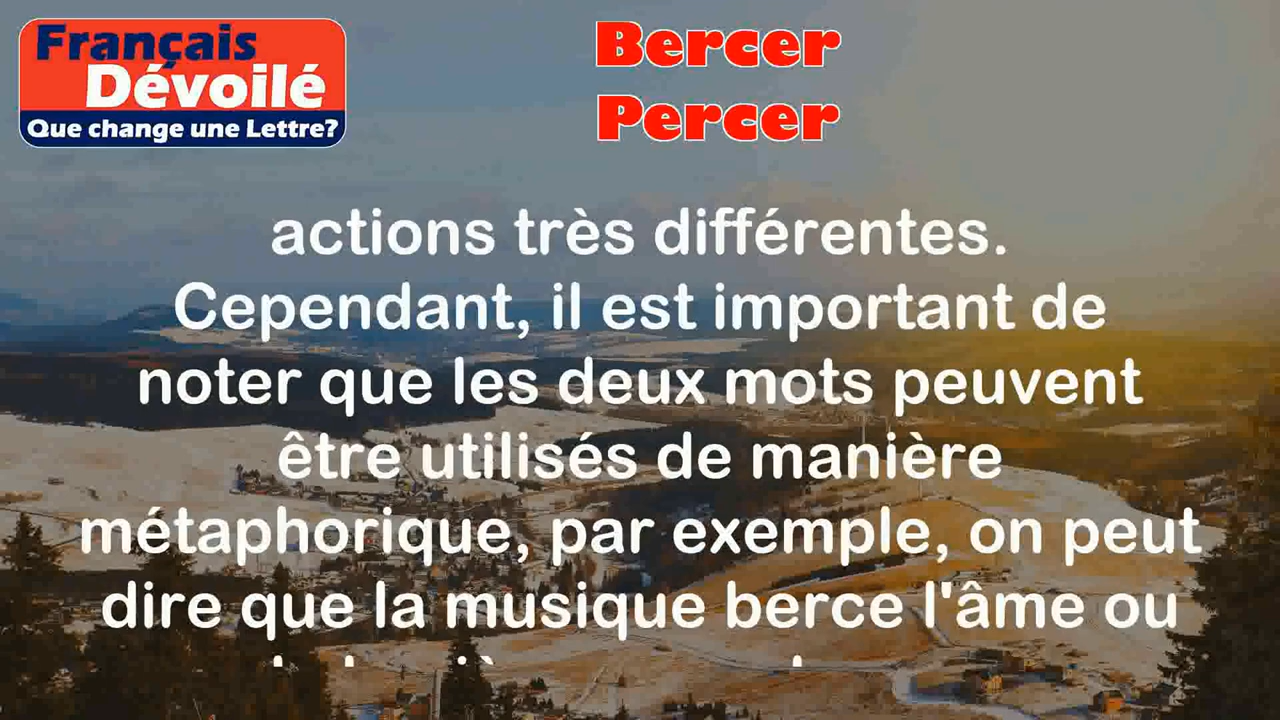 Français
Dévoilé
Que change une Lettre?
Bercer
Percer
actions très différentes.
Cependant, il est important de
noter que les deux mots peuvent
être utilisés de manière
métaphorique, par exemple, on peut
dire que la musique berce l'âme ou